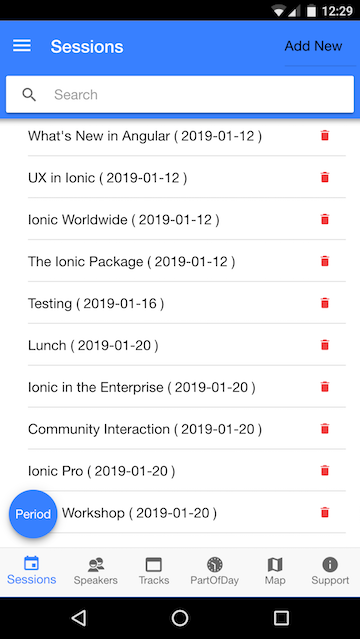 12:29
Sessions
Add New
Search
What's New in Angular ( 2019-01-12 )
UX in Ionic ( 2019-01-12 )
Ionic Worldwide ( 2019-01-12 )
The Ionic Package ( 2019-01-12 )
Testing ( 2019-01-16 )
Lunch ( 2019-01-20 )
Ionic in the Enterprise ( 2019-01-20 )
Community Interaction ( 2019-01-20 )
Ionic Pro ( 2019-01-20 )
Period
Workshop ( 2019-01-20 )
Sessions
Speakers
Tracks
PartOfDay
Map
Support